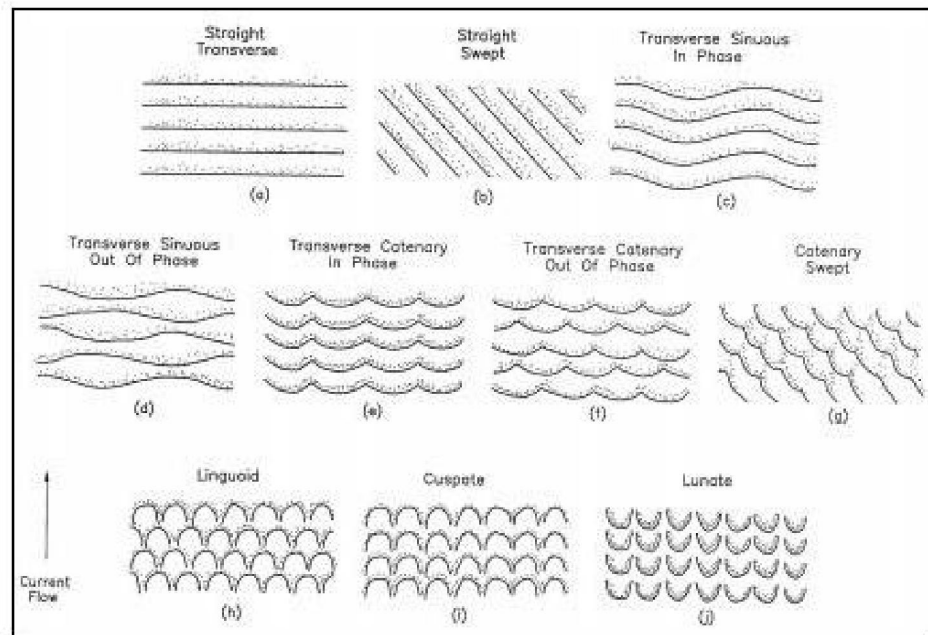 Straight
Transverse
Straight
Swept
Transverse Sinuous
In Phase
(a)
(b)
(c)
Transverse Sinuous
Out Of Phase
Transverse Catenary
In Phase
Transverse Catenary
Out Of Phase
Catenary
Swept
(d)
(e)
(f)
(g)
Linguoid
Cuspate
Lunate
Current
Flow
(h)
(i)
(j)